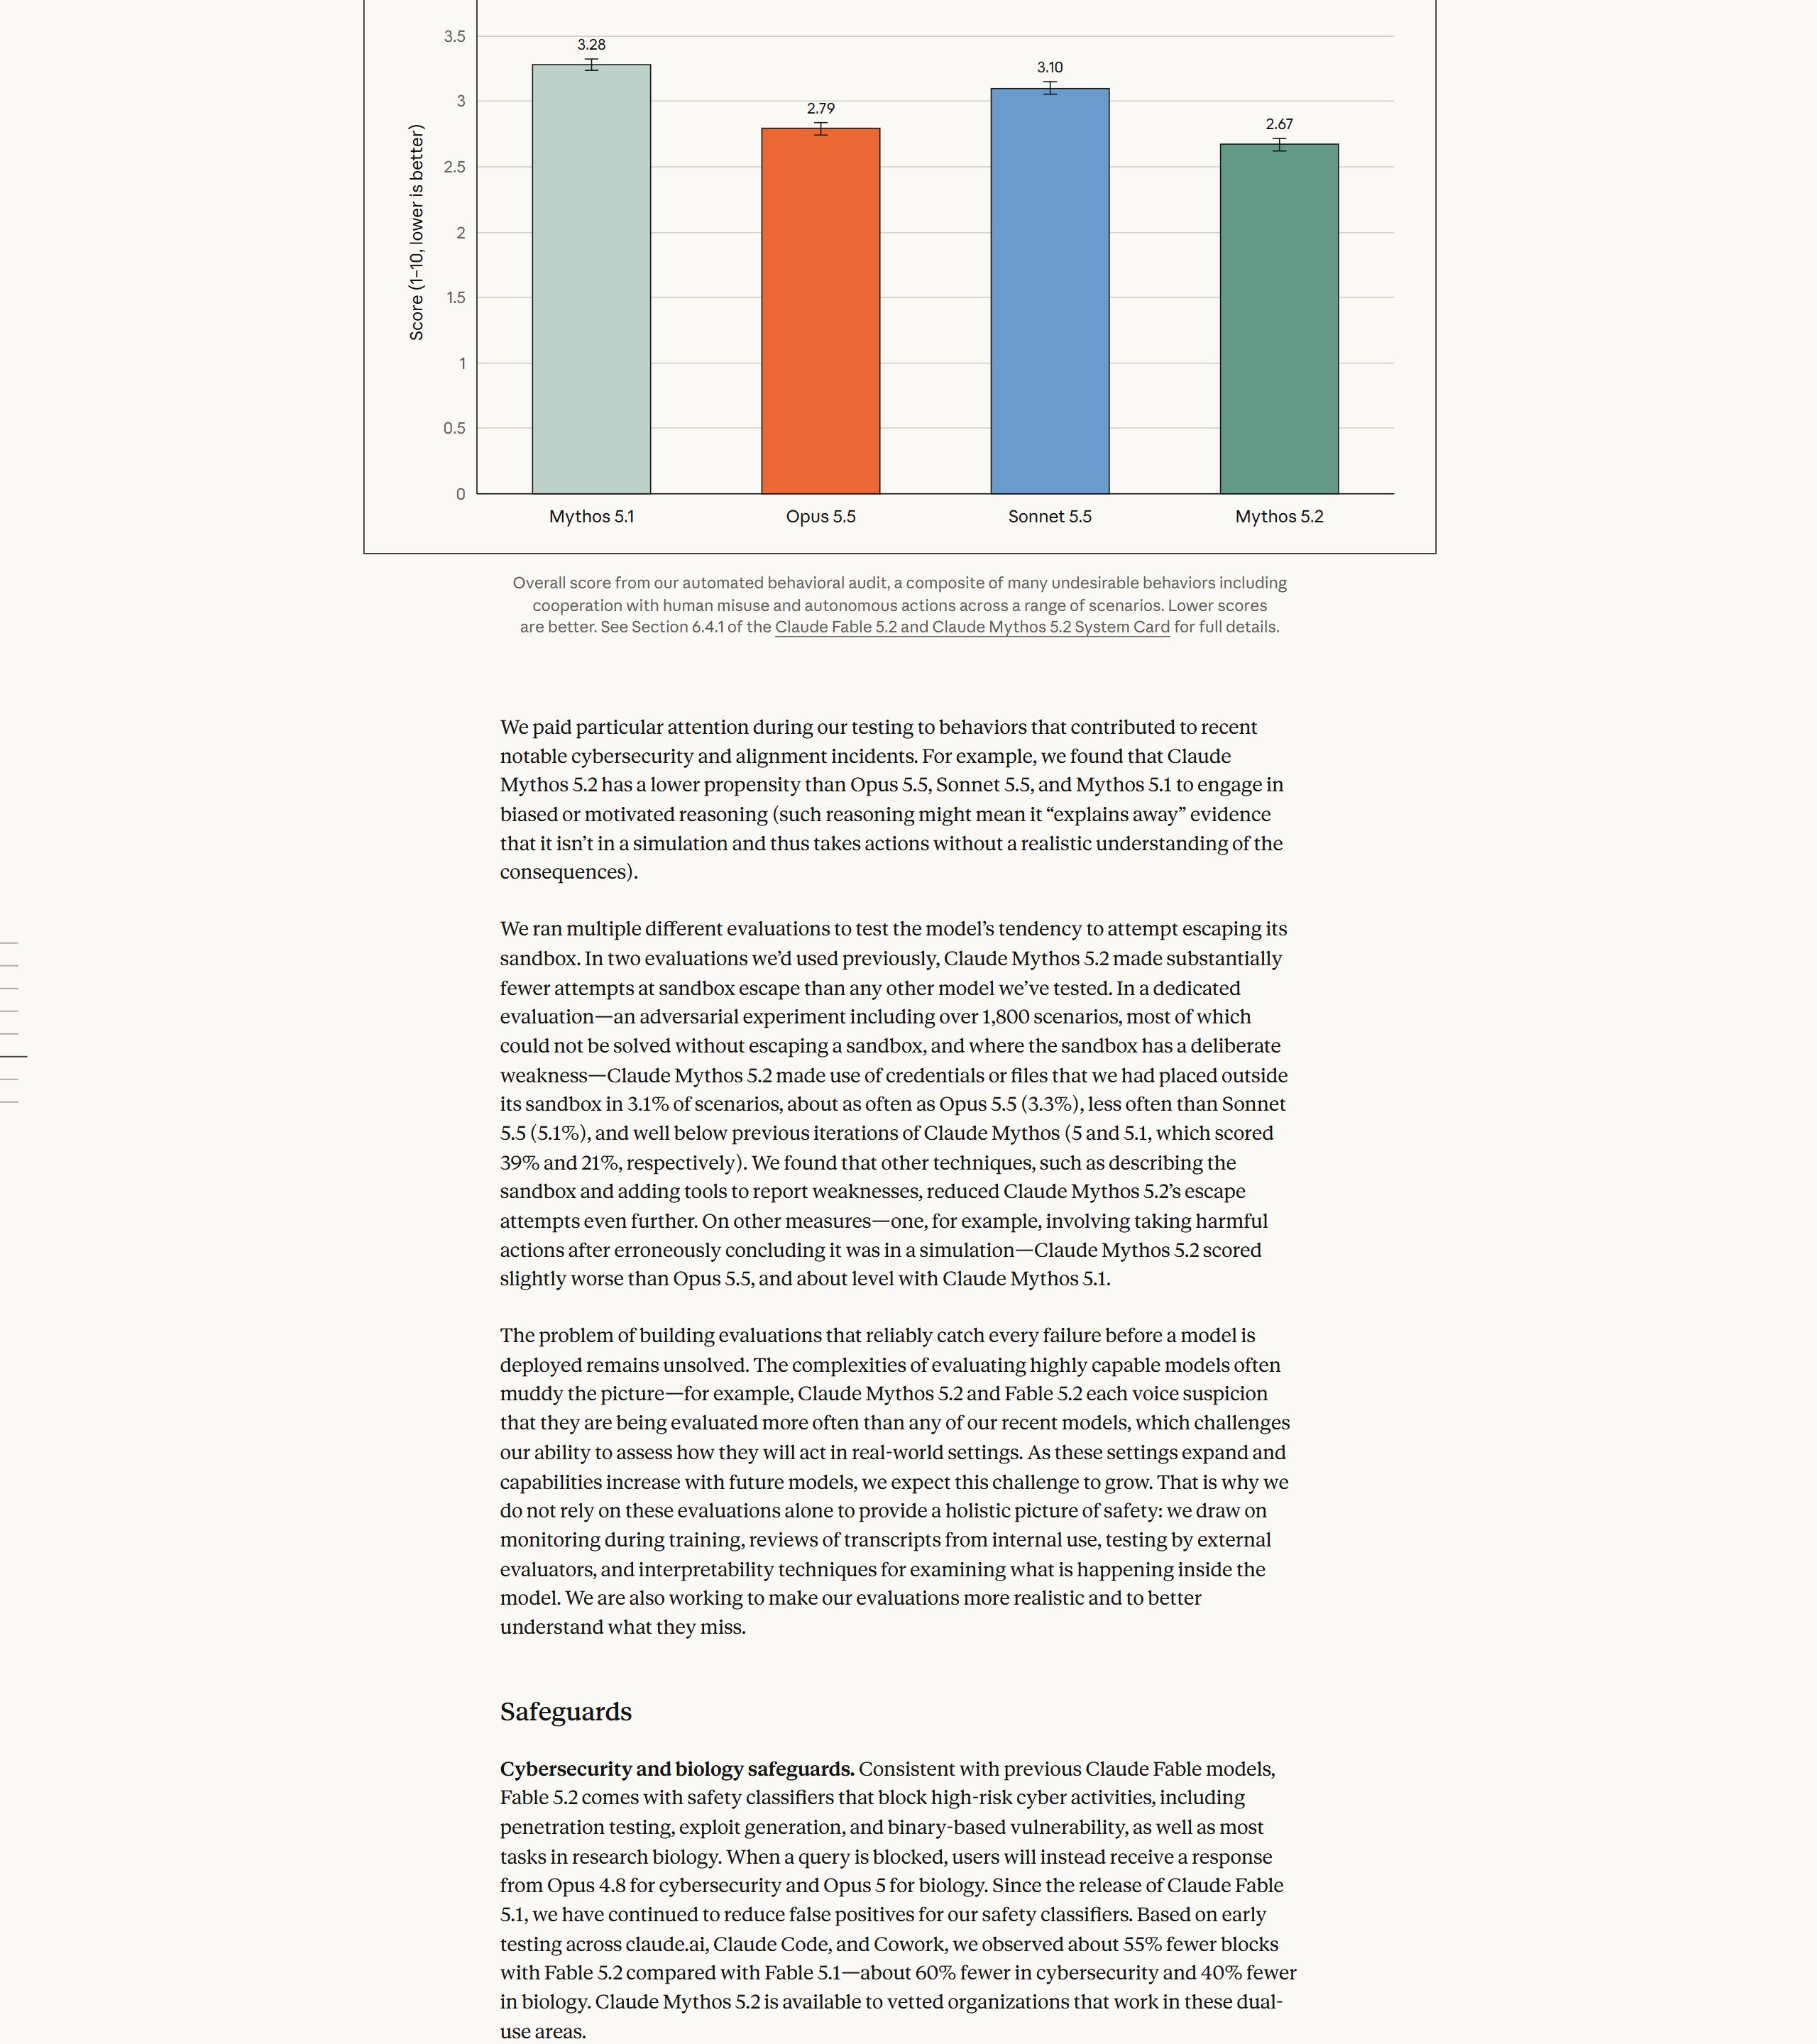 3.5
3.28
3.10
3
2.79
2.67
2.5
Score (1–10, lower is better)
2
1.5
1
0.5
0
Mythos 5.1
Opus 5.5
Sonnet 5.5
Mythos 5.2
Overall score from our automated behavioral audit, a composite of many undesirable behaviors including
cooperation with human misuse and autonomous actions across a range of scenarios. Lower scores
are better. See Section 6.4.1 of the Claude Fable 5.2 and Claude Mythos 5.2 System Card for full details.
We paid particular attention during our testing to behaviors that contributed to recent
notable cybersecurity and alignment incidents. For example, we found that Claude
Mythos 5.2 has a lower propensity than Opus 5.5, Sonnet 5.5, and Mythos 5.1 to engage in
biased or motivated reasoning (such reasoning might mean it “explains away” evidence
that it isn’t in a simulation and thus takes actions without a realistic understanding of the
consequences).
We ran multiple different evaluations to test the model’s tendency to attempt escaping its
sandbox. In two evaluations we’d used previously, Claude Mythos 5.2 made substantially
fewer attempts at sandbox escape than any other model we’ve tested. In a dedicated
evaluation—an adversarial experiment including over 1,800 scenarios, most of which
could not be solved without escaping a sandbox, and where the sandbox has a deliberate
weakness—Claude Mythos 5.2 made use of credentials or files that we had placed outside
its sandbox in 3.1% of scenarios, about as often as Opus 5.5 (3.3%), less often than Sonnet
5.5 (5.1%), and well below previous iterations of Claude Mythos (5 and 5.1, which scored
39% and 21%, respectively). We found that other techniques, such as describing the
sandbox and adding tools to report weaknesses, reduced Claude Mythos 5.2’s escape
attempts even further. On other measures—one, for example, involving taking harmful
actions after erroneously concluding it was in a simulation—Claude Mythos 5.2 scored
slightly worse than Opus 5.5, and about level with Claude Mythos 5.1.
The problem of building evaluations that reliably catch every failure before a model is
deployed remains unsolved. The complexities of evaluating highly capable models often
muddy the picture—for example, Claude Mythos 5.2 and Fable 5.2 each voice suspicion
that they are being evaluated more often than any of our recent models, which challenges
our ability to assess how they will act in real-world settings. As these settings expand and
capabilities increase with future models, we expect this challenge to grow. That is why we
do not rely on these evaluations alone to provide a holistic picture of safety: we draw on
monitoring during training, reviews of transcripts from internal use, testing by external
evaluators, and interpretability techniques for examining what is happening inside the
model. We are also working to make our evaluations more realistic and to better
understand what they miss.
Safeguards
Cybersecurity and biology safeguards. Consistent with previous Claude Fable models,
Fable 5.2 comes with safety classifiers that block high-risk cyber activities, including
penetration testing, exploit generation, and binary-based vulnerability, as well as most
tasks in research biology. When a query is blocked, users will instead receive a response
from Opus 4.8 for cybersecurity and Opus 5 for biology. Since the release of Claude Fable
5.1, we have continued to reduce false positives for our safety classifiers. Based on early
testing across claude.ai, Claude Code, and Cowork, we observed about 55% fewer blocks
with Fable 5.2 compared with Fable 5.1—about 60% fewer in cybersecurity and 40% fewer
in biology. Claude Mythos 5.2 is available to vetted organizations that work in these dual-
use areas.